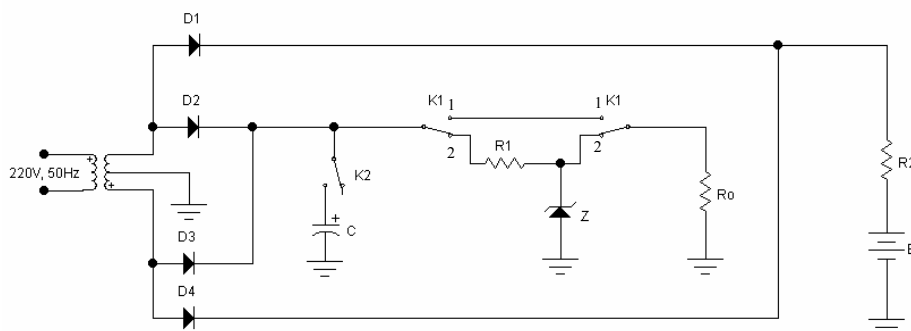 D1
D2
K1 1 1 K1
2 R1 2
220V, 50Hz
K2
R2
Ro
C
Z
D3
E
D4